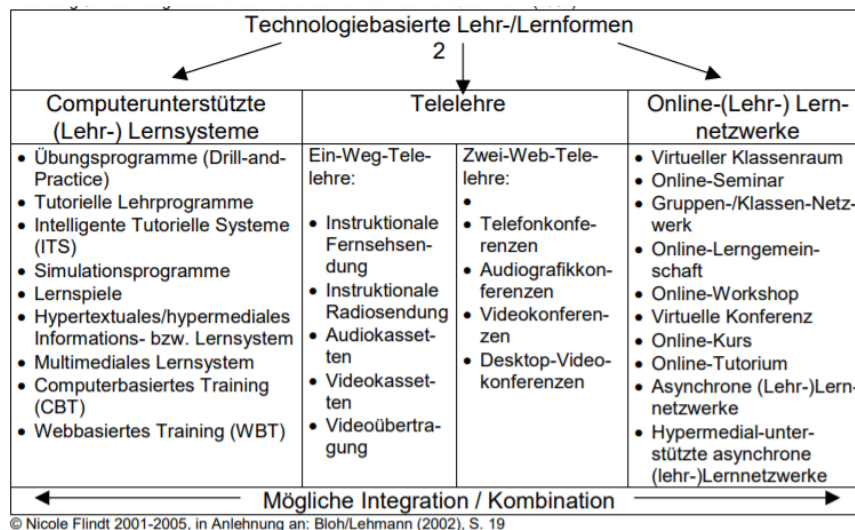 Technologiebasierte Lehr-/Lernformen
2
Computerunterstützte
(Lehr-) Lernsysteme
• Übungsprogramme (Drill-and-
Practice)
• Tutorielle Lehrprogramme
• Intelligente Tutorielle Systeme
(ITS)
• Simulationsprogramme
• Lernspiele
• Hypertextuales/hypermediales
Informations- bzw. Lernsystem
• Multimediales Lernsystem
• Computerbasiertes Training
(CBT)
• Webbasiertes Training (WBT)
Telelehre
Ein-Weg-Tele-
lehre:
• Instruktionale
Fernsehsen-
dung
• Instruktionale
Radiosendung
• Audiokasset-
ten
• Videokasset-
ten
• Videoübertra-
gung
Zwei-Web-Tele-
lehre:
•
• Telefonkonfe-
renzen
• Audiografikkon-
ferenzen
• Videokonferen-
zen
• Desktop-Video-
konferenzen
Online-(Lehr-) Lern-
netzwerke
• Virtueller Klassenraum
• Online-Seminar
• Gruppen-/Klassen-Netz-
werk
• Online-Lerngemein-
schaft
• Online-Workshop
• Virtuelle Konferenz
• Online-Kurs
• Online-Tutorium
• Asynchrone (Lehr-)Lern-
netzwerke
• Hypermedial-unter-
stützte asynchrone
(lehr-)Lernnetzwerke
Mögliche Integration / Kombination
© Nicole Flindt 2001-2005, in Anlehnung an: Bloh/Lehmann (2002), S. 19